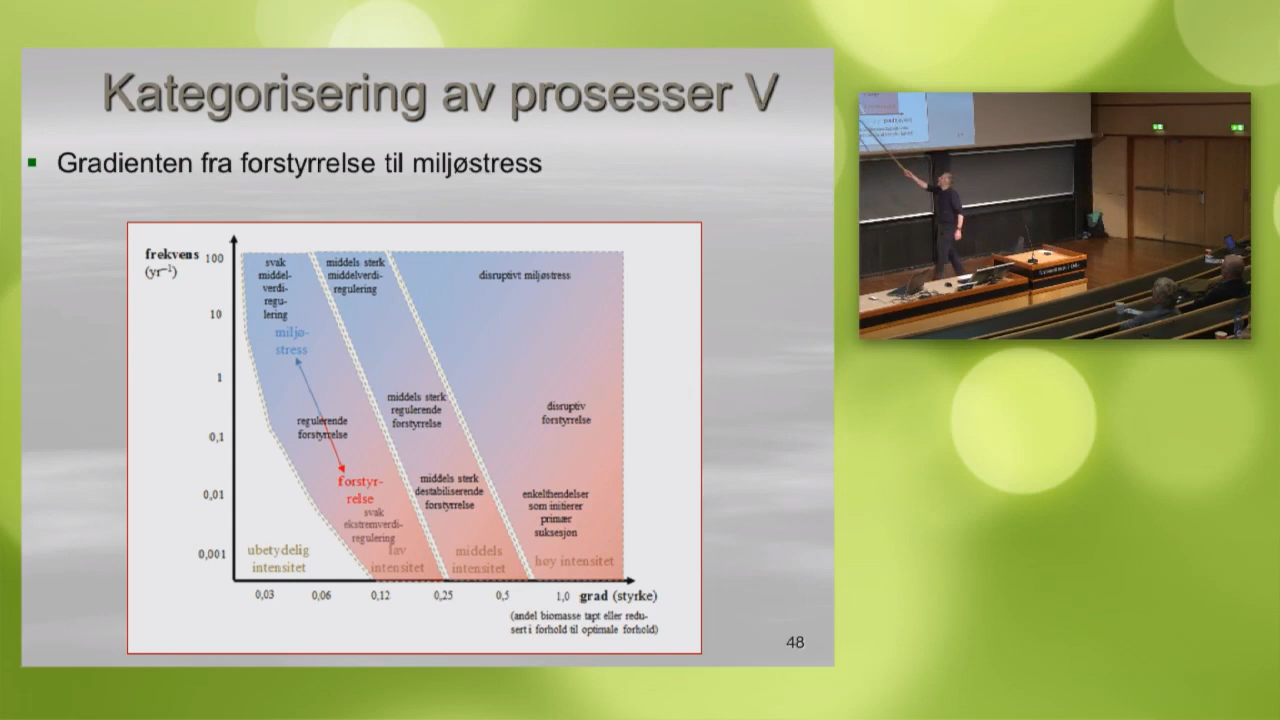 Kategorisering av prosesser V
Gradienten fra forstyrrelse til miljøstress
frekvens
(yr⁻¹)
100
10
1
0,1
0,01
0,001
svak
middel-
verdi-
regu-
lering
middels sterk
middelverdi-
regulering
disruptivt miljøstress
miljø-
stress
regulerende
forstyrrelse
middels sterk
regulerende
forstyrrelse
disruptiv
forstyrrelse
forstyr-
relse
svak
ekstremverdi-
regulering
middels sterk
destabiliserende
forstyrrelse
enkelthendelser
som initierer
primær
suksesjon
ubetydelig
intensitet
lav
intensitet
middels
intensitet
høy intensitet
0,03
0,06
0,12
0,25
0,5
1,0
grad (styrke)
(andel biomasse tapt eller redu-
sert i forhold til optimale forhold)
48